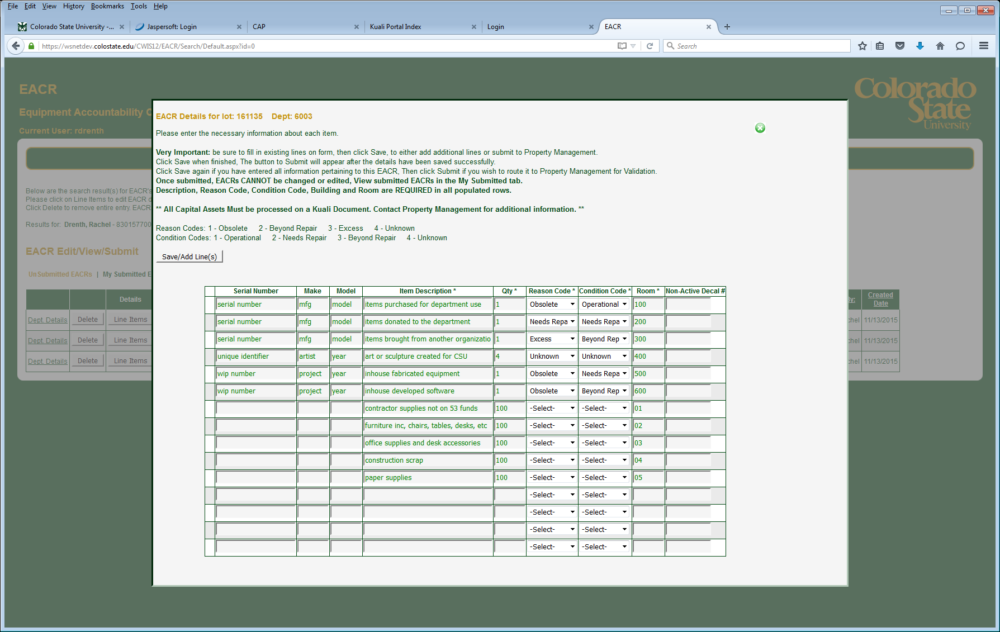 File Edit View History Bookmarks Tools Help
Colorado State University -... Jaspersoft: Login CAP Kuali Portal Index Login EACR
https://wsnetdev.colostate.edu/CWIS12/EACR/Search/Default.aspx?id=0 Search
EACR
Colorado
State
University
Equipment Accountability C
Current User: rdrenth
Below are the search result(s) for EACR's
Please click on Line Items to edit EACR d
Click Delete to remove entire entry. EACR
Results for: Drenth, Rachel - 830157700
EACR Edit/View/Submit
UnSubmitted EACRs | My Submitted E
Details By: Created Date
Dept. Details Delete Line Items chel 11/13/2015
Dept. Details Delete Line Items chel 11/13/2015
Dept. Details Delete Line Items chel 11/13/2015
EACR Details for lot: 161135 Dept: 6003
Please enter the necessary information about each item.
Very Important: be sure to fill in existing lines on form, then click Save, to either add additional lines or submit to Property Management.
Click Save when finished, The button to Submit will appear after the details have been saved successfully.
Click Save again if you have entered all information pertaining to this EACR, Then click Submit if you wish to route it to Property Management for Validation.
Once submitted, EACRs CANNOT be changed or edited, View submitted EACRs in the My Submitted tab.
Description, Reason Code, Condition Code, Building and Room are REQUIRED in all populated rows.
** All Capital Assets Must be processed on a Kuali Document. Contact Property Management for additional information. **
Reason Codes: 1 - Obsolete 2 - Beyond Repair 3 - Excess 4 - Unknown
Condition Codes: 1 - Operational 2 - Needs Repair 3 - Beyond Repair 4 - Unknown
Save/Add Line(s)
Serial Number Make Model Item Description * Qty * Reason Code * Condition Code * Room * Non-Active Decal #
serial number mfg model items purchased for department use 1 Obsolete Operational 100
serial number mfg model items donated to the department 1 Needs Repa Needs Repa 200
serial number mfg model items brought from another organizatio 1 Excess Beyond Rep 300
unique identifier artist year art or sculpture created for CSU 4 Unknown Unknown 400
wip number project year inhouse fabricated equipment 1 Obsolete Needs Repa 500
wip number project year inhouse developed software 1 Obsolete Beyond Rep 600
contractor supplies not on 53 funds 100 -Select- -Select- 01
furniture inc, chairs, tables, desks, etc 100 -Select- -Select- 02
office supplies and desk accessories 100 -Select- -Select- 03
construction scrap 100 -Select- -Select- 04
paper supplies 100 -Select- -Select- 05
-Select- -Select-
-Select- -Select-
-Select- -Select-
-Select- -Select-